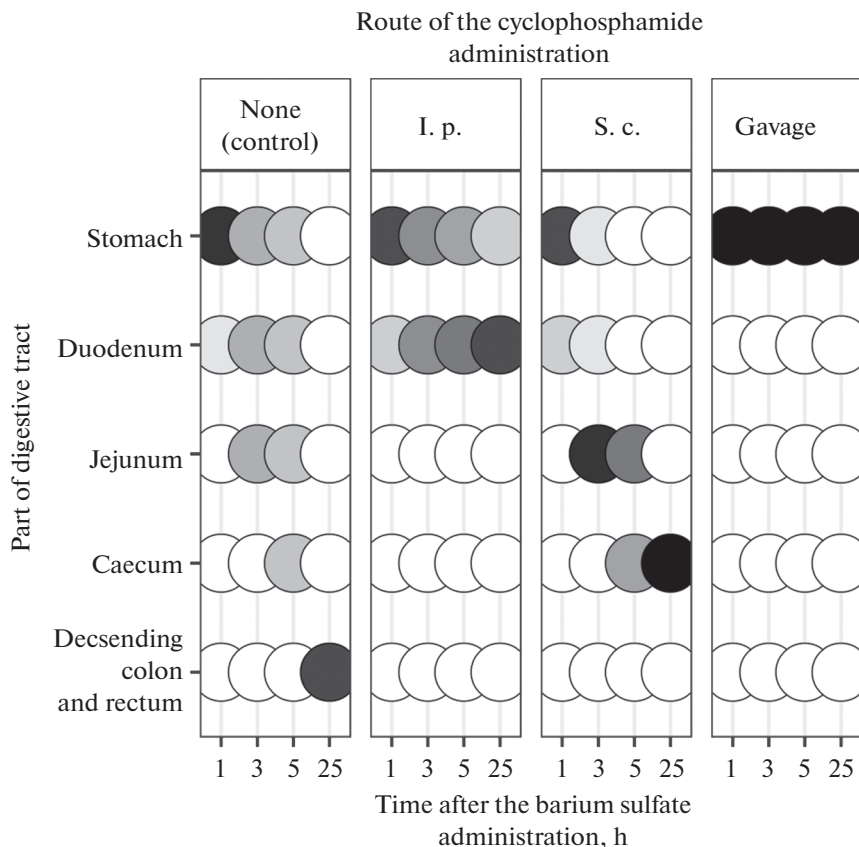 Route of the cyclophosphamide
administration
None
(control)
I. p.
S. c.
Gavage
Part of digestive tract
Stomach
Duodenum
Jejunum
Caecum
Decsending
colon
and rectum
1 3 5 25
1 3 5 25
1 3 5 25
1 3 5 25
Time after the barium sulfate
administration, h